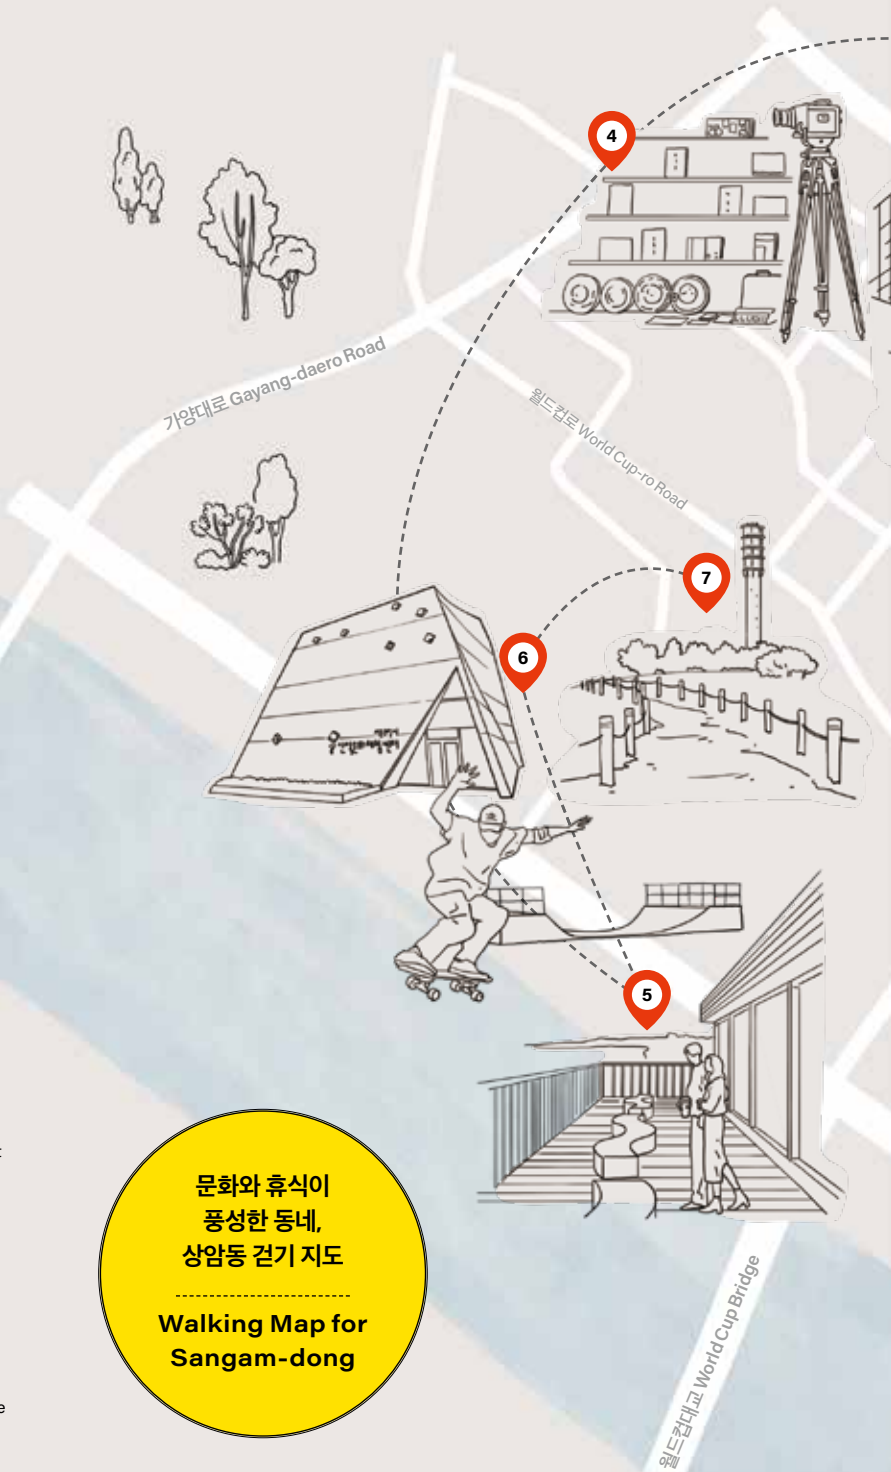 4
가양대로 Gayang-daero Road
월드컵로 World Cup-ro Road
7
6
5
문화와 휴식이
풍성한 동네,
상암동 걷기 지도
Walking Map for
Sangam-dong
월드컵대교 World Cup Bridge
e